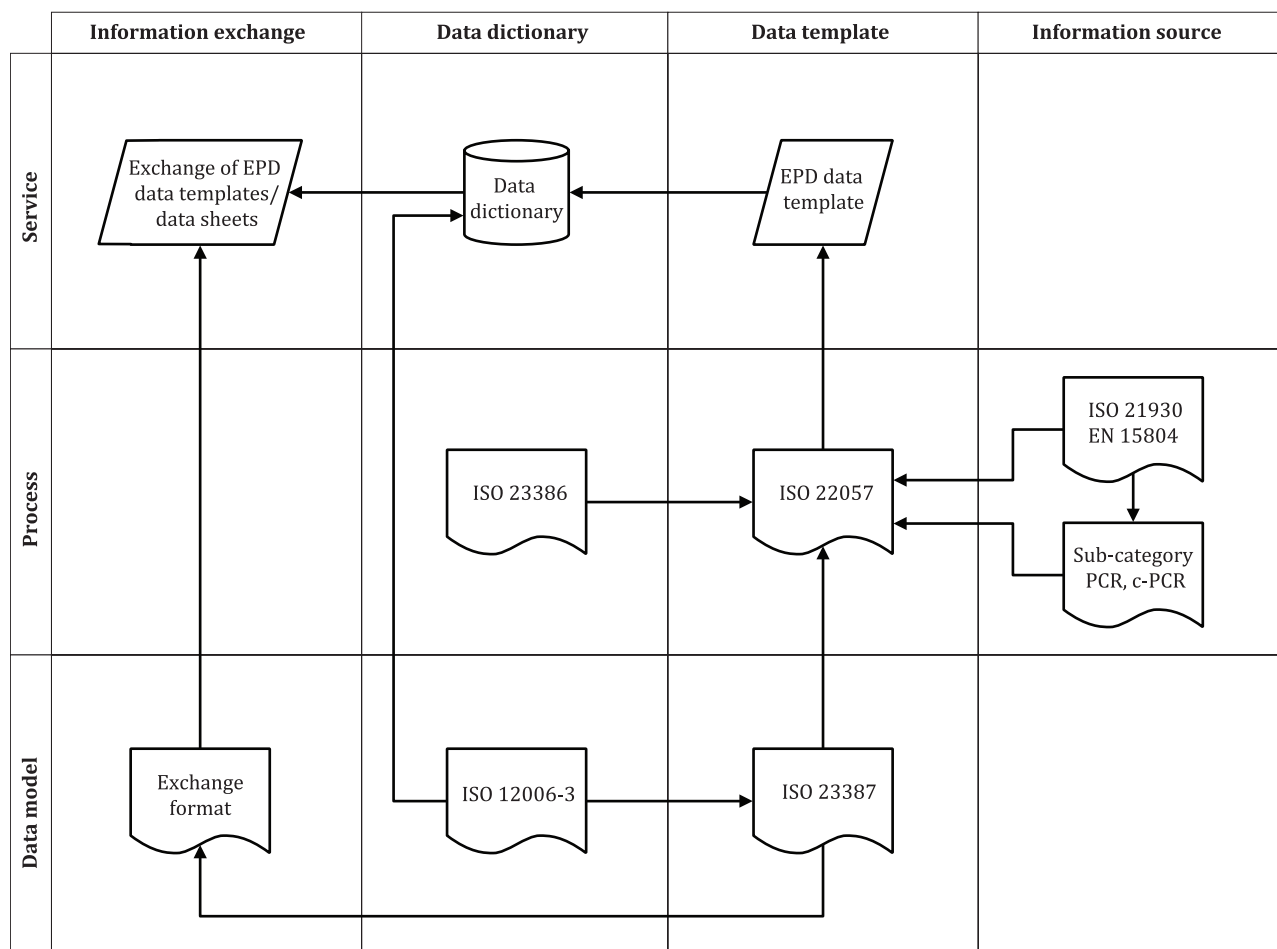 Information exchange
Data dictionary
Data template
Information source
Service
Exchange of EPD
data templates/
data sheets
Data
dictionary
EPD data
template
Process
ISO 23386
ISO 22057
ISO 21930
EN 15804
Sub-category
PCR, c-PCR
Data model
Exchange
format
ISO 12006-3
ISO 23387